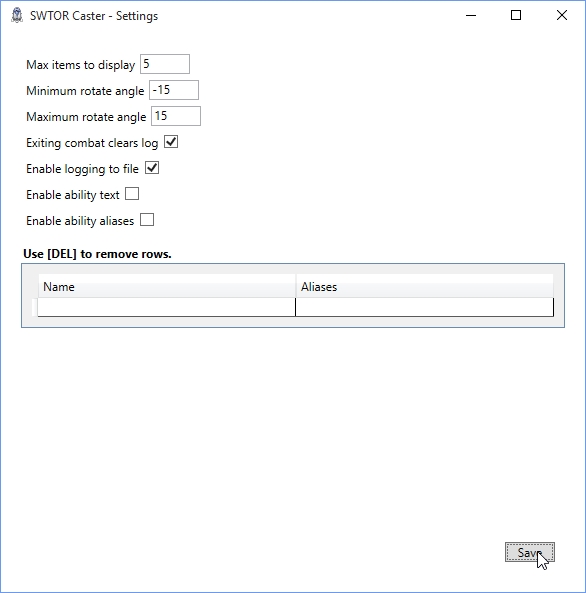 SWTOR Caster - Settings
Max items to display 5
Minimum rotate angle -15
Maximum rotate angle 15
Exiting combat clears log
Enable logging to file
Enable ability text
Enable ability aliases
Use [DEL] to remove rows.
Name Aliases
Save